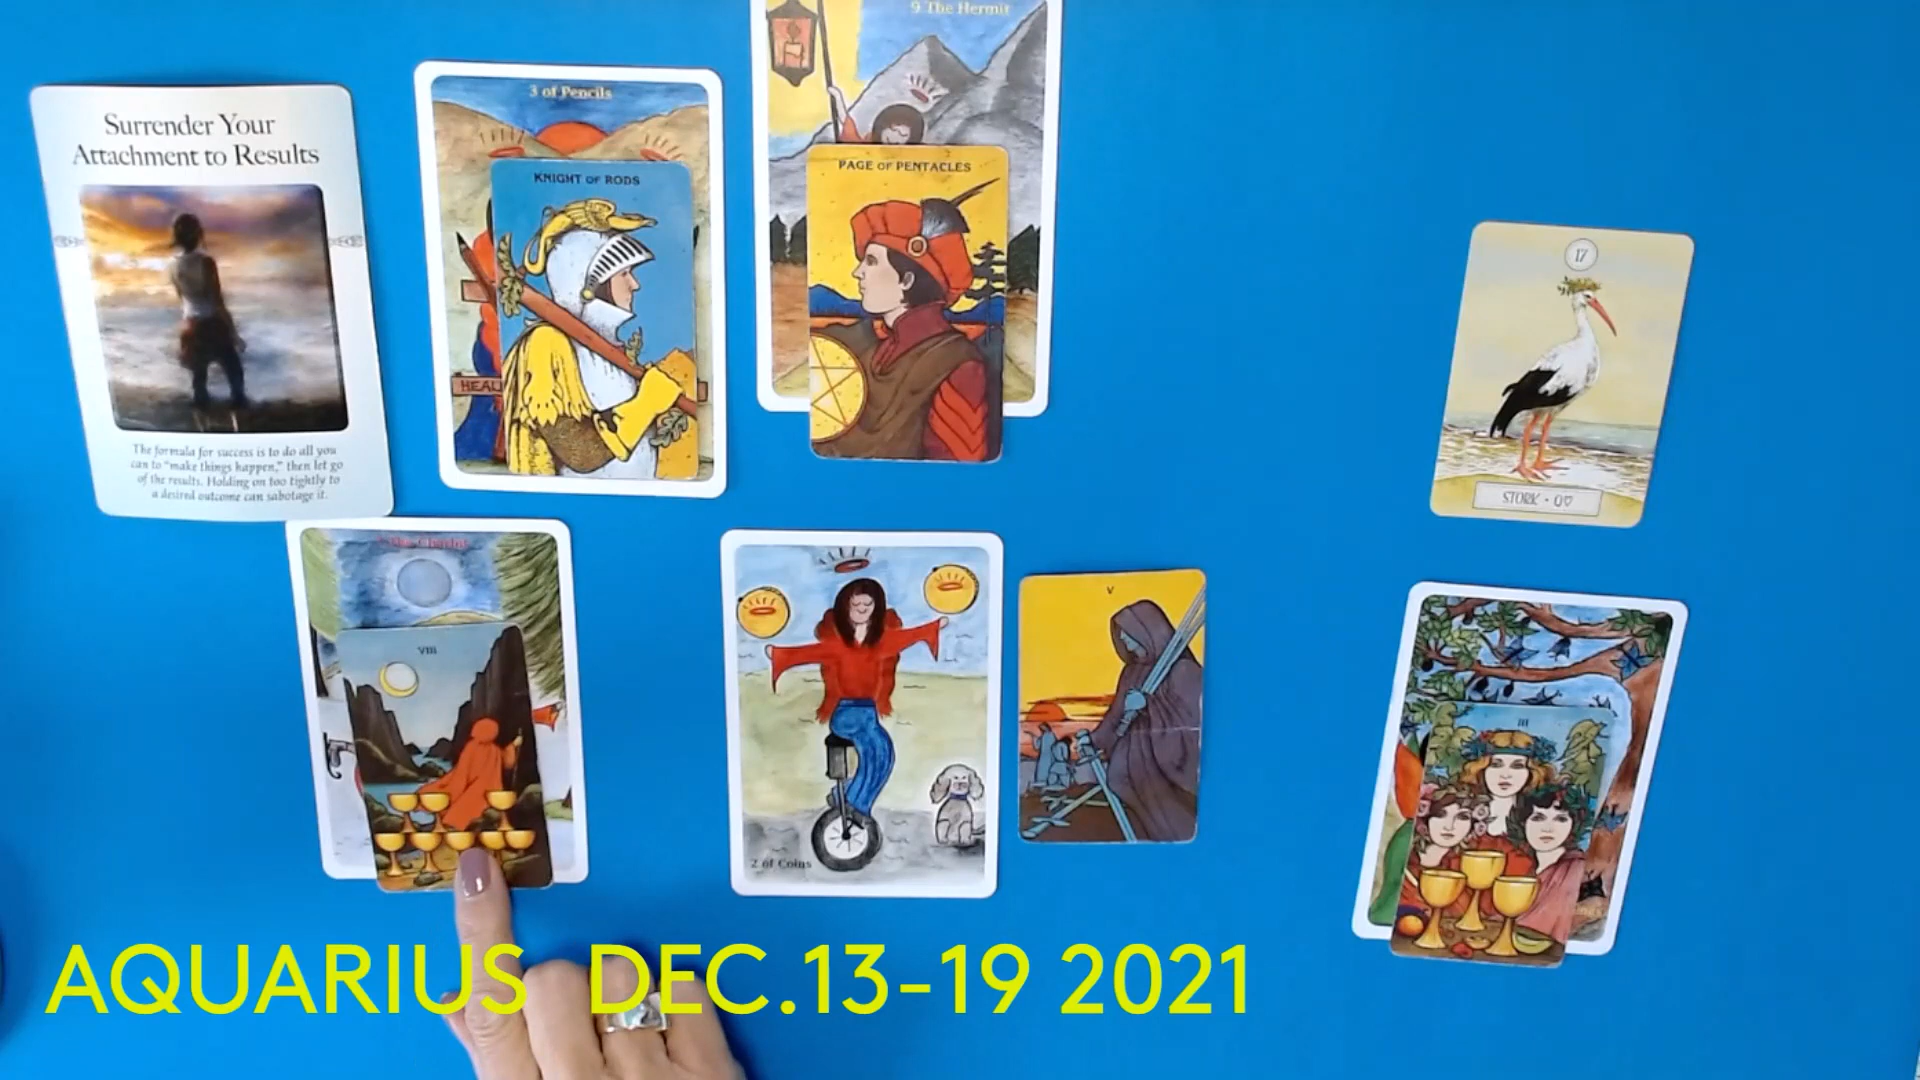 9 The Hermit
3 of Pencils
Surrender Your
Attachment to Results
PAGE OF PENTACLES
KNIGHT OF RODS
17
HEAL
The formula for success is to do all you
can to "make things happen," then let go
of the results. Holding on too tightly to
a desired outcome can sabotage it.
STORK • Q♡
The Chariot
V
VIII
III
2 of Coins
AQUARIUS DEC.13-19 2021